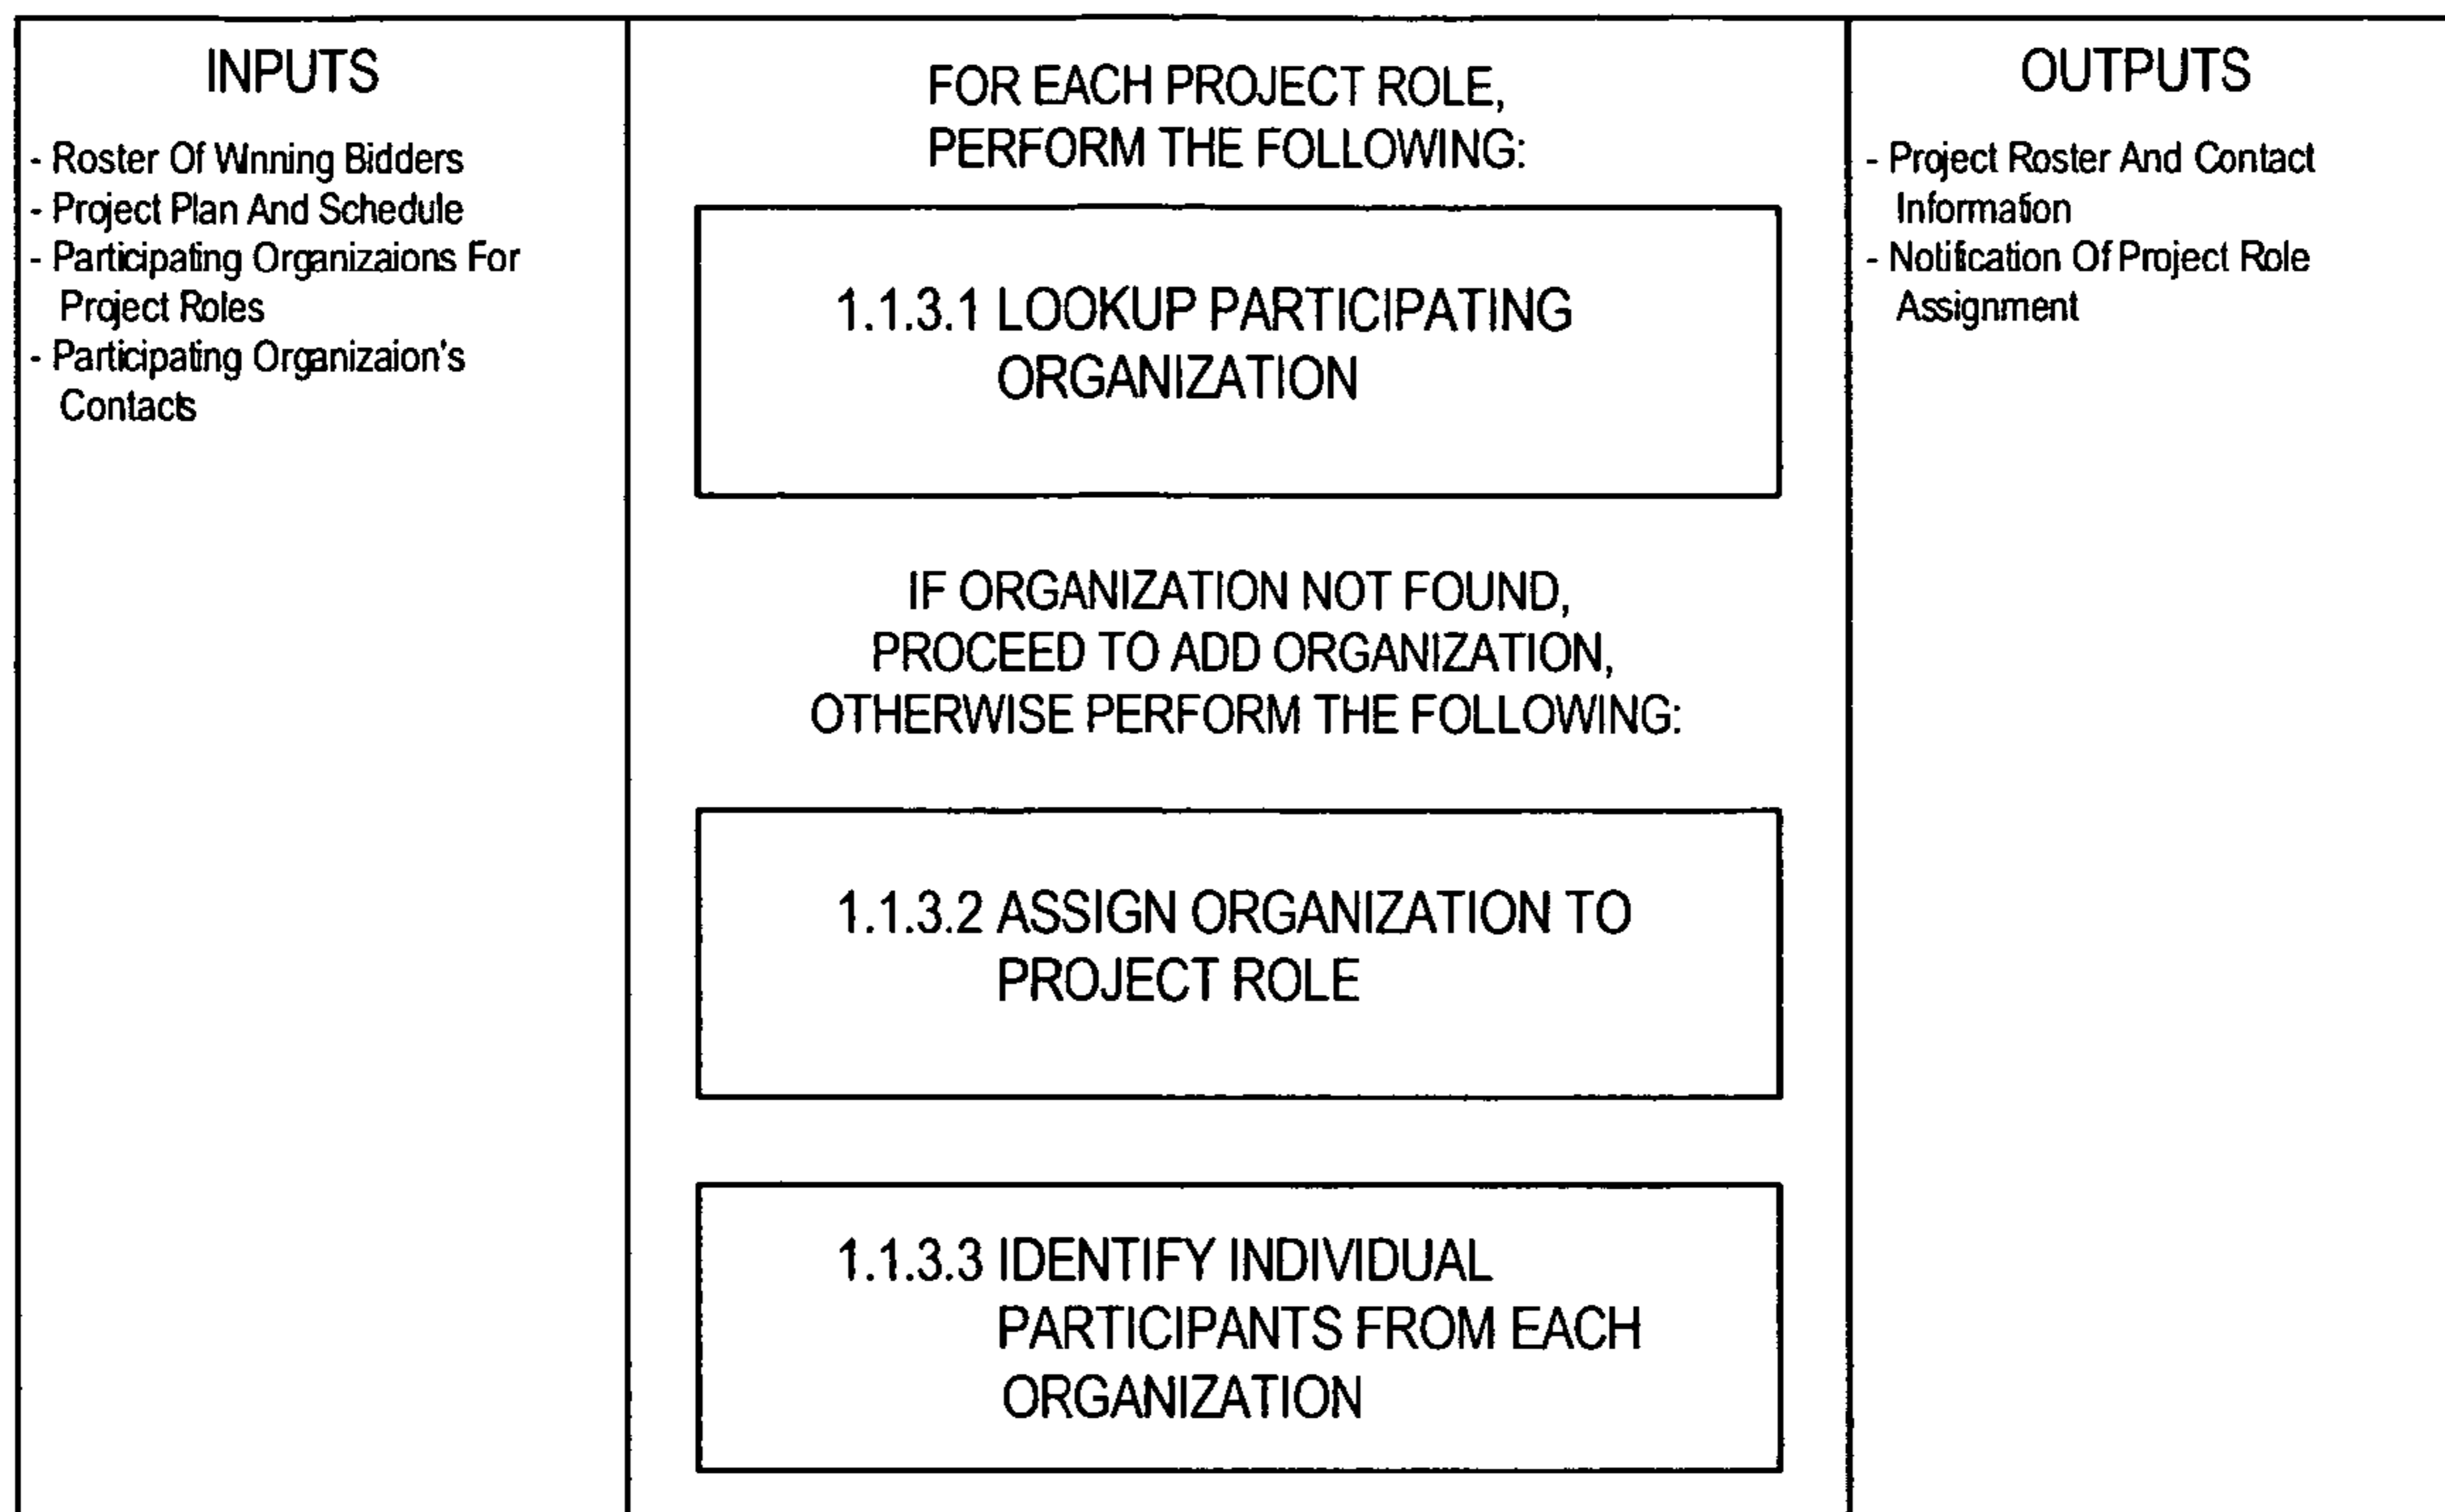 INPUTS
- Roster Of Winning Bidders
- Project Plan And Schedule
- Participating Organizaions For
Project Roles
- Participating Organizaion's
Contacts
FOR EACH PROJECT ROLE,
PERFORM THE FOLLOWING:
1.1.3.1 LOOKUP PARTICIPATING
ORGANIZATION
IF ORGANIZATION NOT FOUND,
PROCEED TO ADD ORGANIZATION,
OTHERWISE PERFORM THE FOLLOWING:
1.1.3.2 ASSIGN ORGANIZATION TO
PROJECT ROLE
1.1.3.3 IDENTIFY INDIVIDUAL
PARTICIPANTS FROM EACH
ORGANIZATION
OUTPUTS
- Project Roster And Contact
Information
- Notification Of Project Role
Assignment